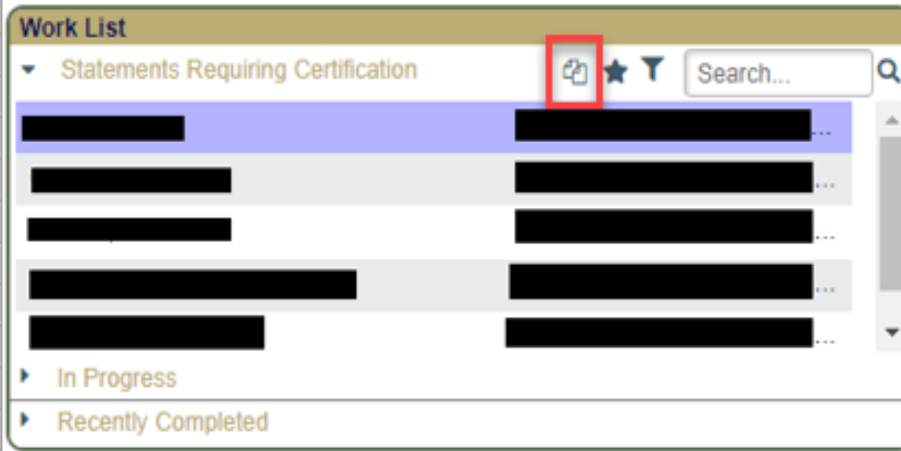 Work List
Statements Requiring Certification Search...
...
...
...
...
...
In Progress
Recently Completed